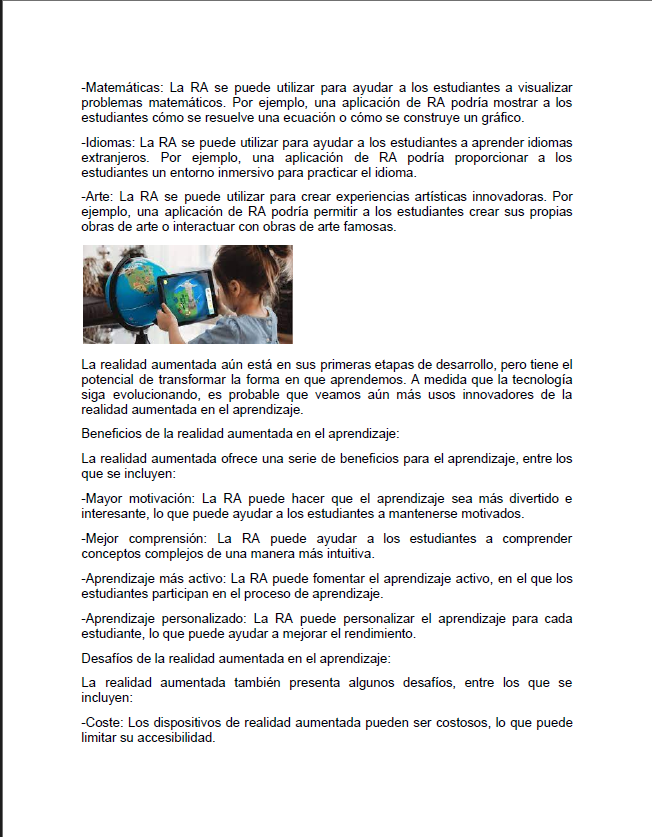 -Matemáticas: La RA se puede utilizar para ayudar a los estudiantes a visualizar
problemas matemáticos. Por ejemplo, una aplicación de RA podría mostrar a los
estudiantes cómo se resuelve una ecuación o cómo se construye un gráfico.
-Idiomas: La RA se puede utilizar para ayudar a los estudiantes a aprender idiomas
extranjeros. Por ejemplo, una aplicación de RA podría proporcionar a los
estudiantes un entorno inmersivo para practicar el idioma.
-Arte: La RA se puede utilizar para crear experiencias artísticas innovadoras. Por
ejemplo, una aplicación de RA podría permitir a los estudiantes crear sus propias
obras de arte o interactuar con obras de arte famosas.
La realidad aumentada aún está en sus primeras etapas de desarrollo, pero tiene el
potencial de transformar la forma en que aprendemos. A medida que la tecnología
siga evolucionando, es probable que veamos aún más usos innovadores de la
realidad aumentada en el aprendizaje.
Beneficios de la realidad aumentada en el aprendizaje:
La realidad aumentada ofrece una serie de beneficios para el aprendizaje, entre los
que se incluyen:
-Mayor motivación: La RA puede hacer que el aprendizaje sea más divertido e
interesante, lo que puede ayudar a los estudiantes a mantenerse motivados.
-Mejor comprensión: La RA puede ayudar a los estudiantes a comprender
conceptos complejos de una manera más intuitiva.
-Aprendizaje más activo: La RA puede fomentar el aprendizaje activo, en el que los
estudiantes participan en el proceso de aprendizaje.
-Aprendizaje personalizado: La RA puede personalizar el aprendizaje para cada
estudiante, lo que puede ayudar a mejorar el rendimiento.
Desafíos de la realidad aumentada en el aprendizaje:
La realidad aumentada también presenta algunos desafíos, entre los que se
incluyen:
-Coste: Los dispositivos de realidad aumentada pueden ser costosos, lo que puede
limitar su accesibilidad.